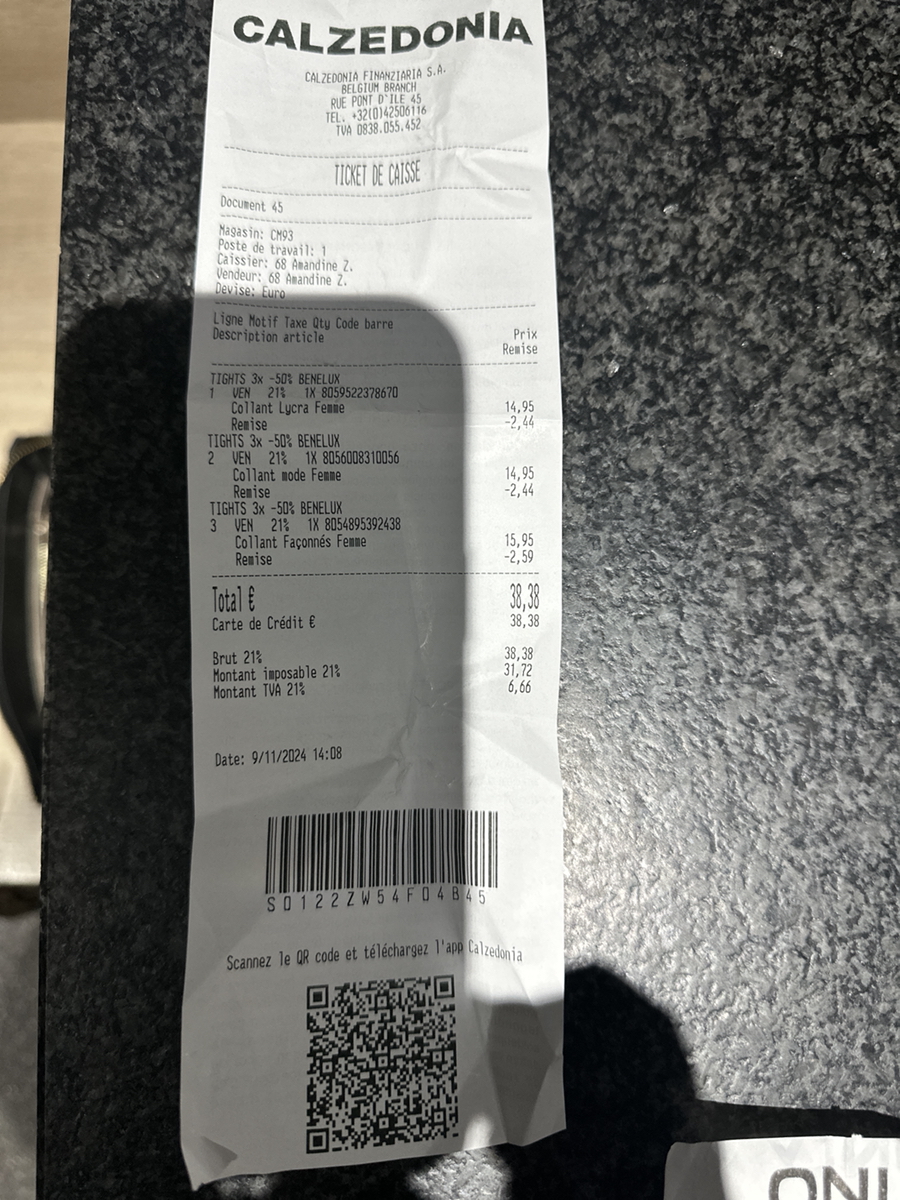 CALZEDONIA
CALZEDONIA FINANZIARIA S.A.
BELGIUM BRANCH
RUE PONT D'ILE 45
TEL. +32(0)42506116
TVA 0838.055.452
TICKET DE CAISSE
Document 45
Magasin: CM93
Poste de travail: 1
Caissier: 68 Amandine Z.
Vendeur: 68 Amandine Z.
Devise: Euro
Ligne Motif Taxe Qty Code barre
Description article Prix
Remise
TIGHTS 3x -50% BENELUX
1 VEN 21% 1X 8059522378670
Collant Lycra Femme 14,95
Remise -2,44
TIGHTS 3x -50% BENELUX
2 VEN 21% 1X 8056008310056
Collant mode Femme 14,95
Remise -2,44
TIGHTS 3x -50% BENELUX
3 VEN 21% 1X 8054895392438
Collant Façonnés Femme 15,95
Remise -2,59
Total € 38,38
Carte de Crédit € 38,38
Brut 21% 38,38
Montant imposable 21% 31,72
Montant TVA 21% 6,66
Date: 9/11/2024 14:08
S0122ZW54F04B45
Scannez le QR code et téléchargez l'app Calzedonia